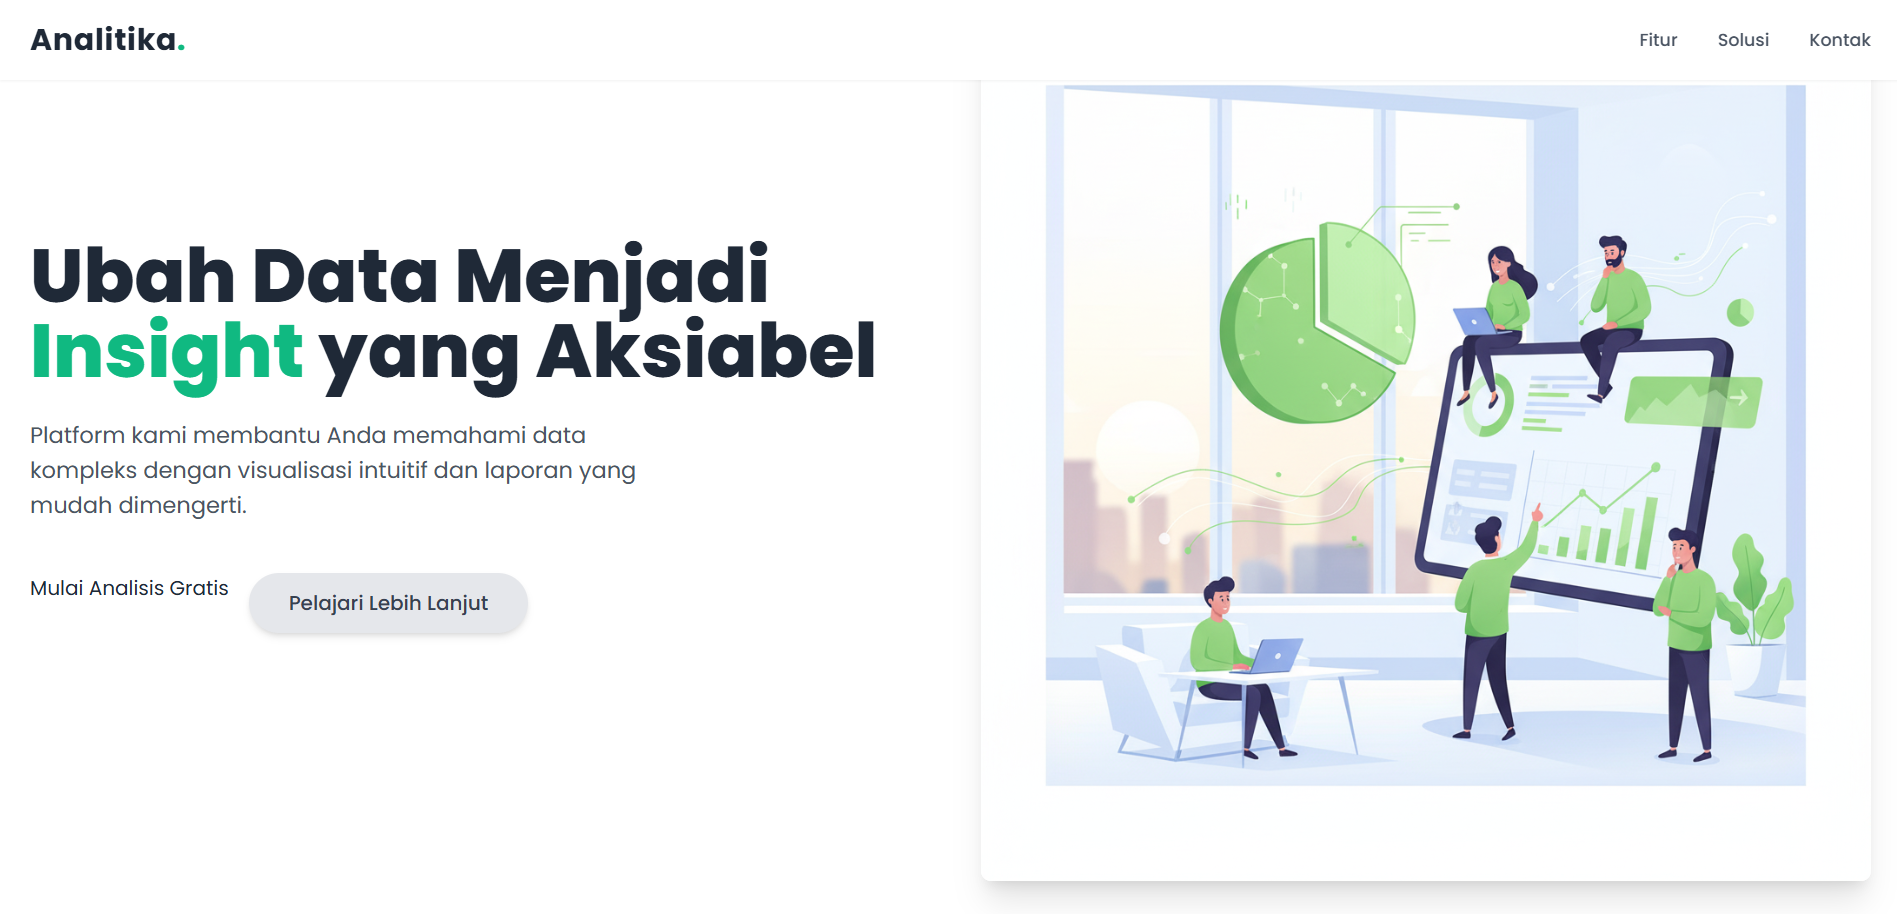 Analitika.
Fitur
Solusi
Kontak
Ubah Data Menjadi
Insight yang Aksiabel
Platform kami membantu Anda memahami data
kompleks dengan visualisasi intuitif dan laporan yang
mudah dimengerti.
Mulai Analisis Gratis
Pelajari Lebih Lanjut